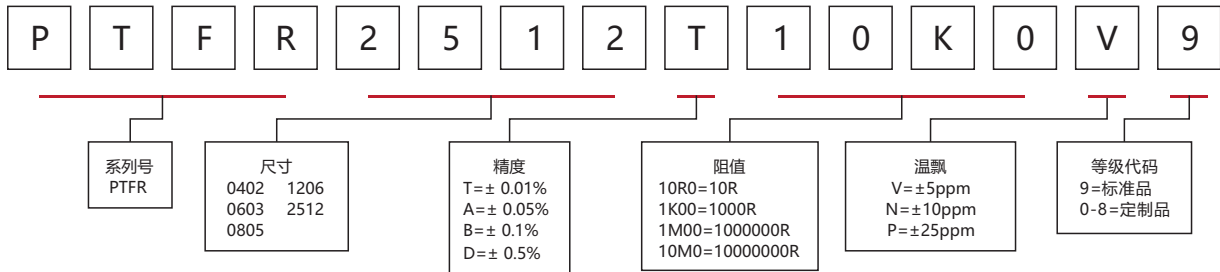 P T F R 2 5 1 2 T 1 0 K 0 V 9
系列号
PTFR
尺寸
0402 1206
0603 2512
0805
精度
T=± 0.01%
A=± 0.05%
B=± 0.1%
D=± 0.5%
阻值
10R0=10R
1K00=1000R
1M00=1000000R
10M0=10000000R
温飘
V=±5ppm
N=±10ppm
P=±25ppm
等级代码
9=标准品
0-8=定制品